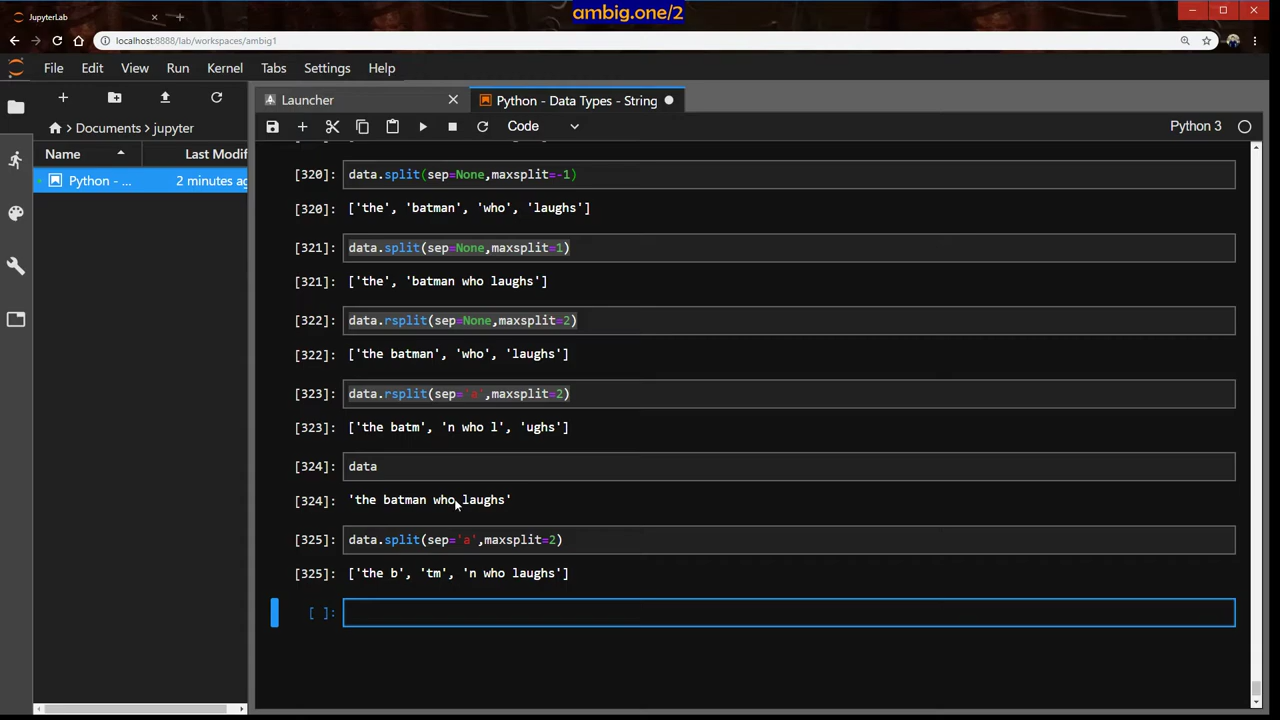 ambig.one/2
JupyterLab
localhost:8888/lab/workspaces/ambig1
File Edit View Run Kernel Tabs Settings Help
Launcher
Python - Data Types - String
Code
Python 3
Documents > jupyter
Name Last Modif
Python - ... 2 minutes ag
[320]: data.split(sep=None,maxsplit=-1)
[320]: ['the', 'batman', 'who', 'laughs']
[321]: data.split(sep=None,maxsplit=1)
[321]: ['the', 'batman who laughs']
[322]: data.rsplit(sep=None,maxsplit=2)
[322]: ['the batman', 'who', 'laughs']
[323]: data.rsplit(sep='a',maxsplit=2)
[323]: ['the batm', 'n who l', 'ughs']
[324]: data
[324]: 'the batman who laughs'
[325]: data.split(sep='a',maxsplit=2)
[325]: ['the b', 'tm', 'n who laughs']
[ ]: